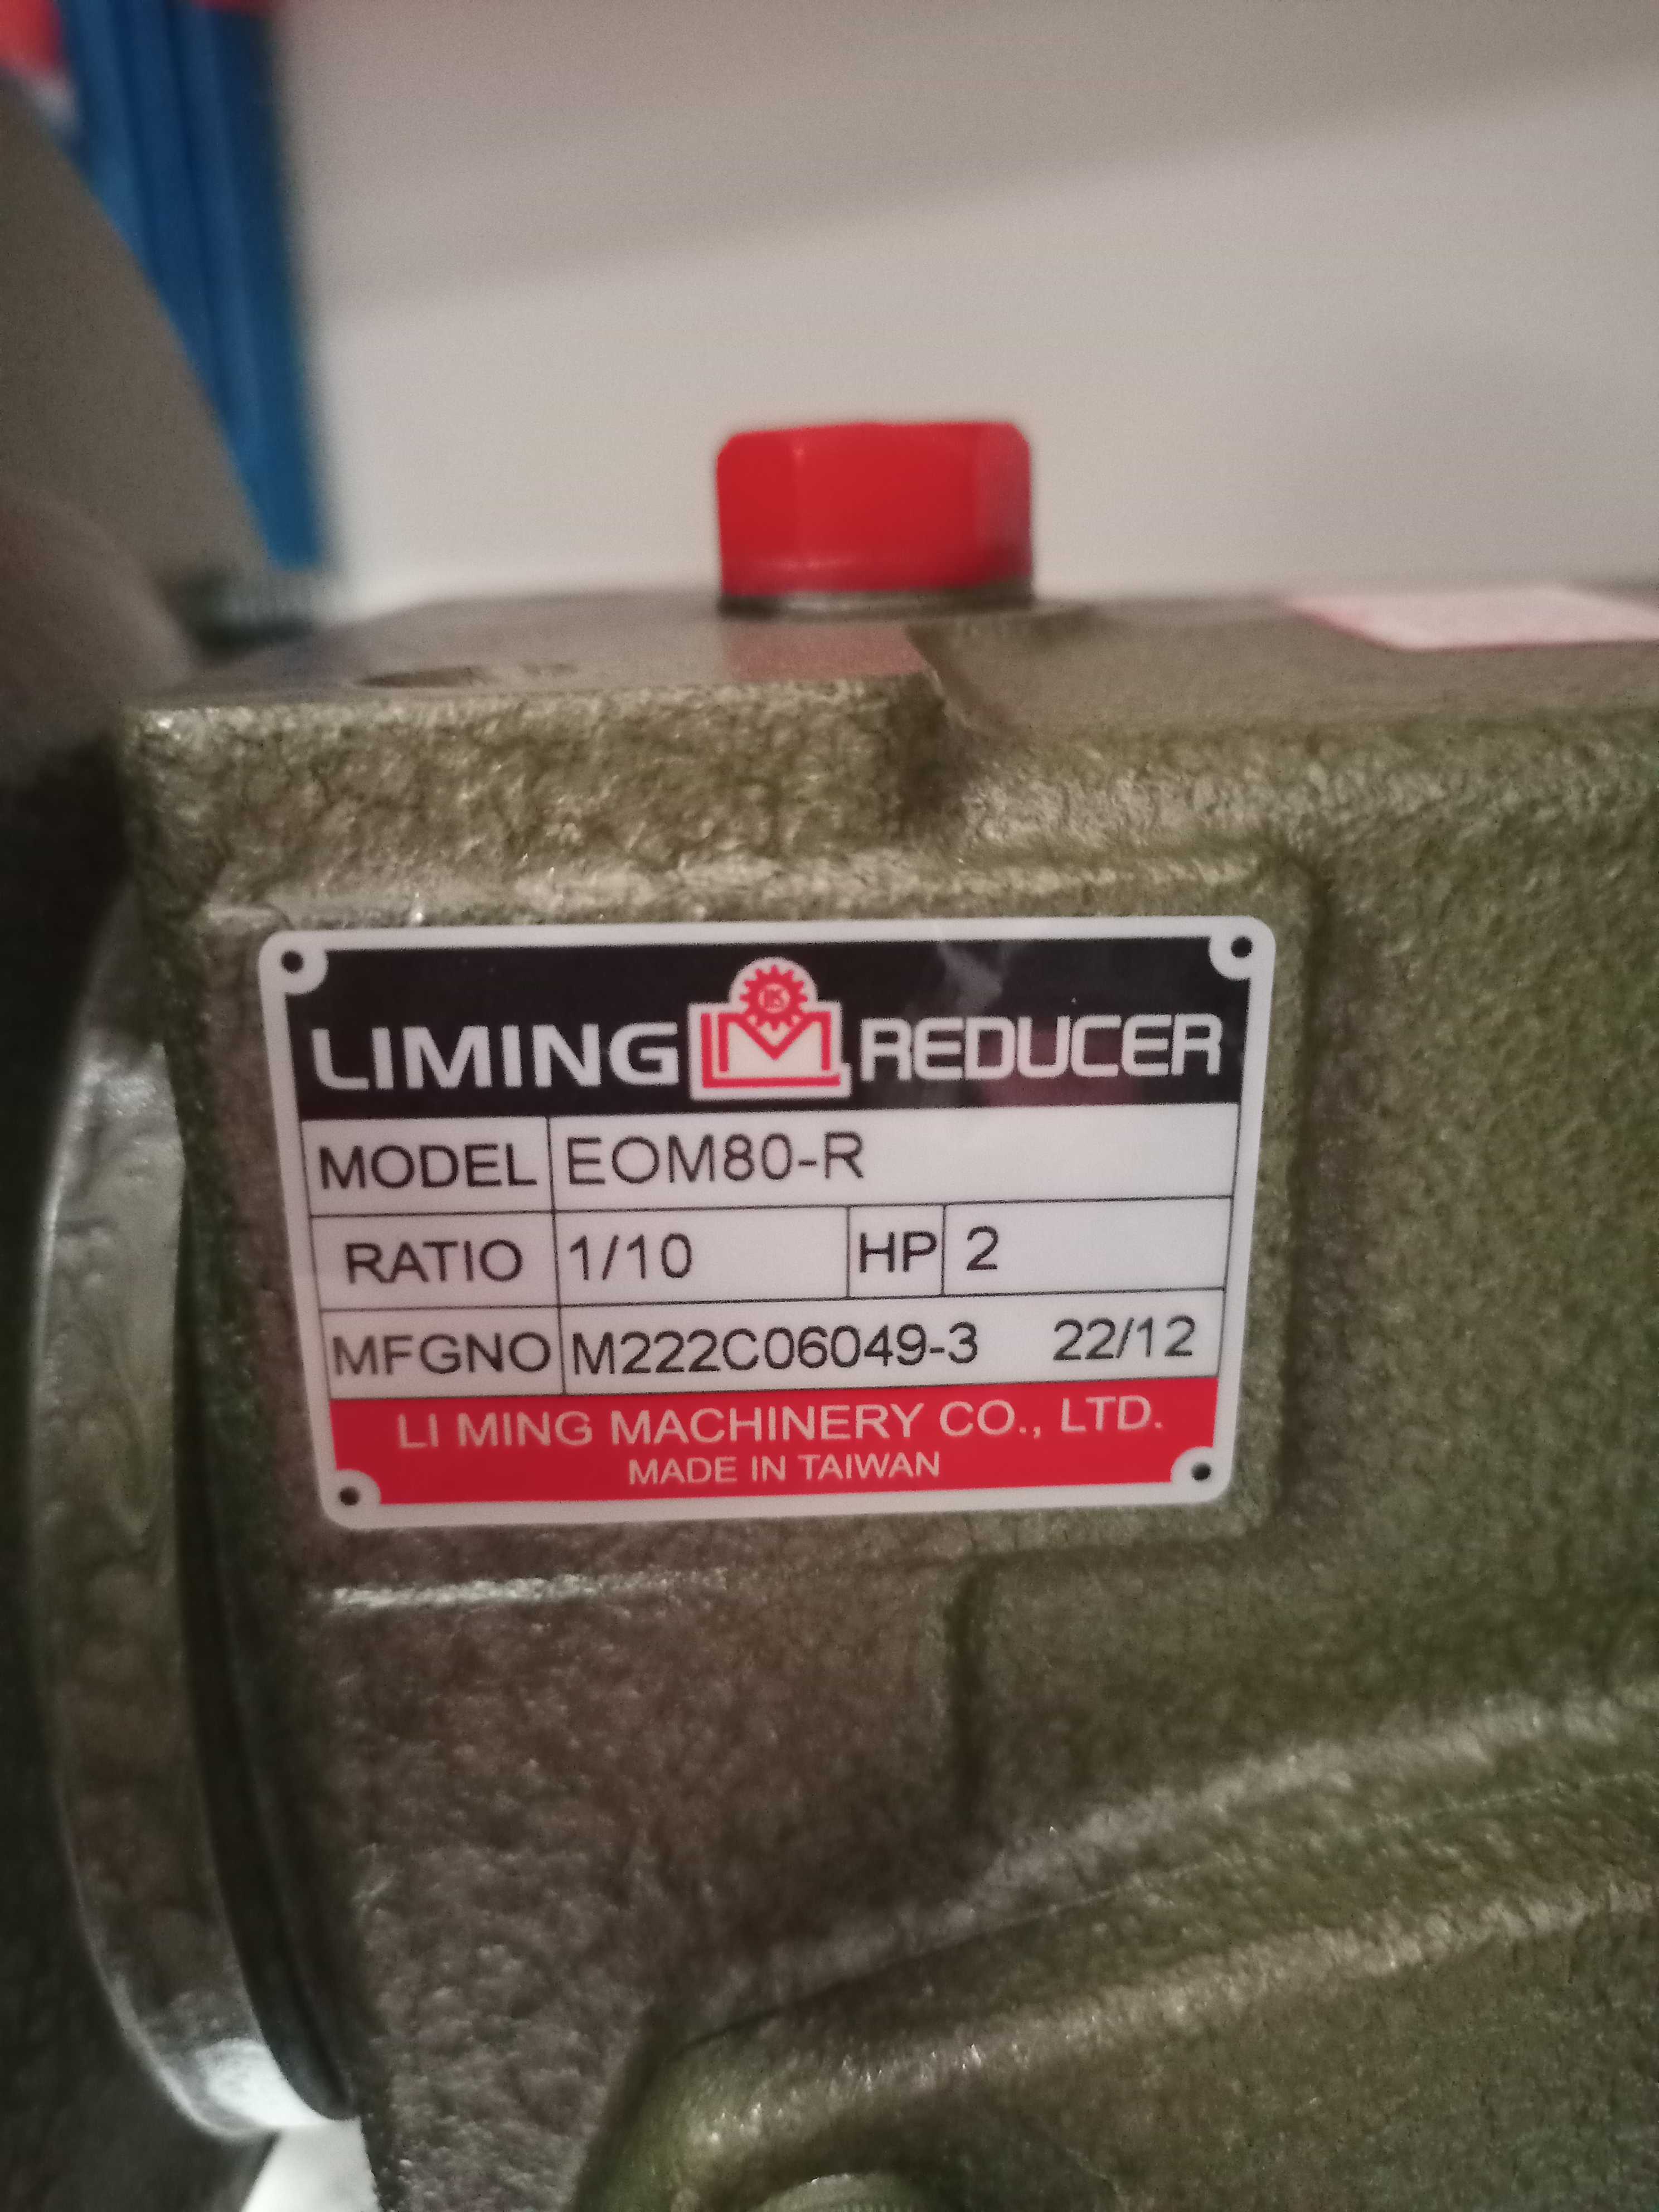 LIMING REDUCER
MODEL EOM80-R
RATIO 1/10 HP 2
MFGNO M222C06049-3 22/12
LI MING MACHINERY CO., LTD.
MADE IN TAIWAN